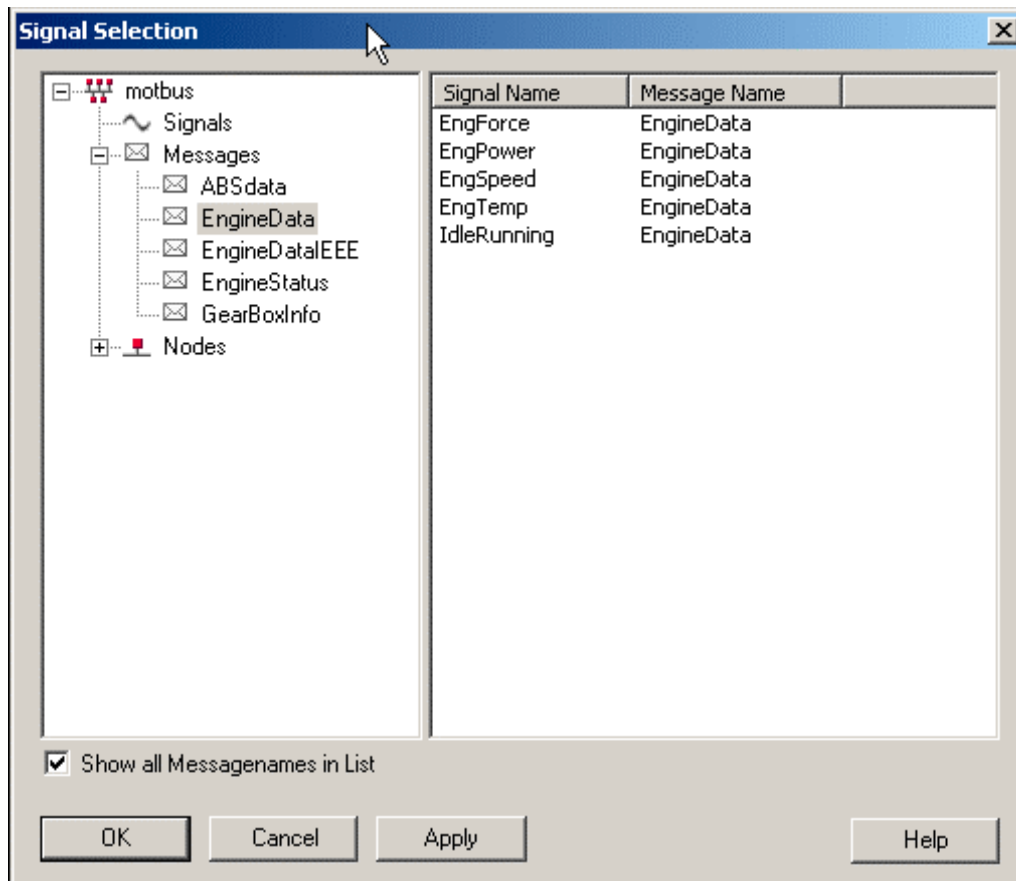 Signal Selection
motbus
Signals
Messages
ABSdata
EngineData
EngineDataIEEE
EngineStatus
GearBoxInfo
Nodes
Signal Name Message Name
EngForce EngineData
EngPower EngineData
EngSpeed EngineData
EngTemp EngineData
IdleRunning EngineData
Show all Messagenames in List
OK Cancel Apply Help